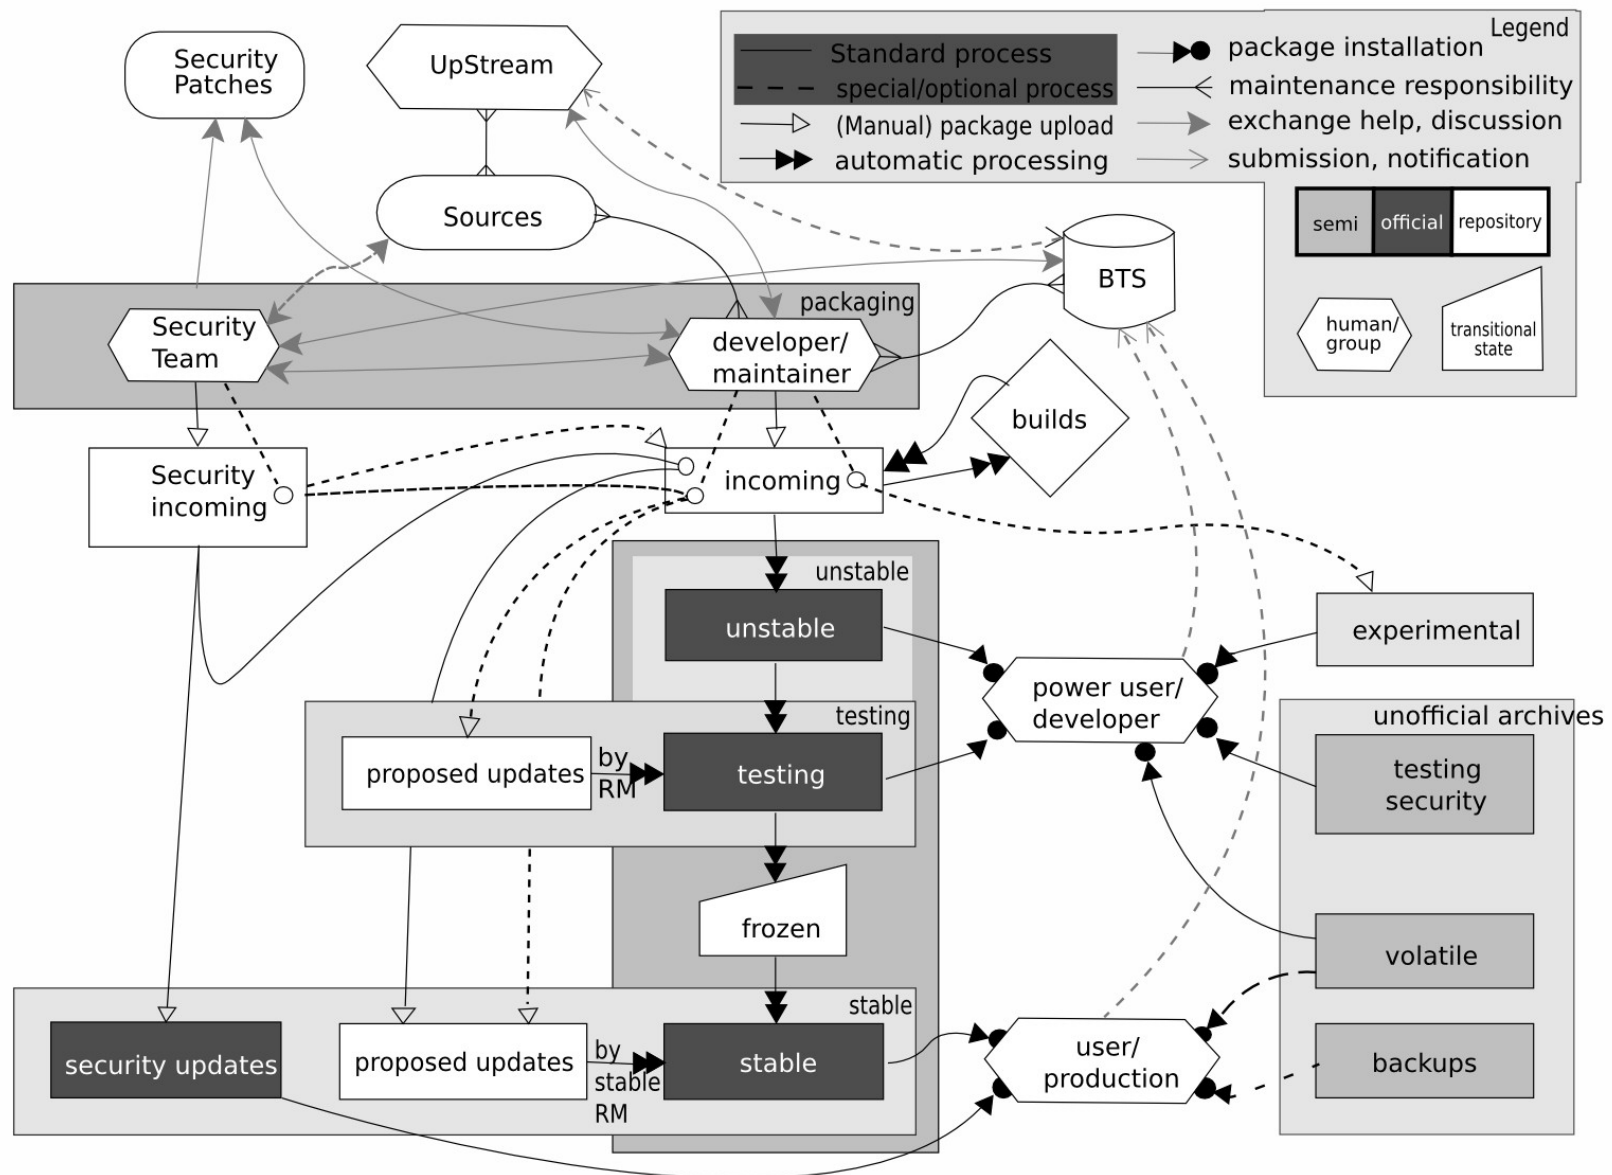 Security
Patches
UpStream
Sources
Legend
Standard process
special/optional process
(Manual) package upload
automatic processing
package installation
maintenance responsibility
exchange help, discussion
submission, notification
semi
official
repository
human/
group
transitional
state
BTS
packaging
Security
Team
developer/
maintainer
builds
Security
incoming
incoming
unstable
unstable
experimental
power user/
developer
testing
proposed updates
by
RM
testing
unofficial archives
testing
security
frozen
volatile
stable
security updates
proposed updates
by
stable
RM
stable
user/
production
backups